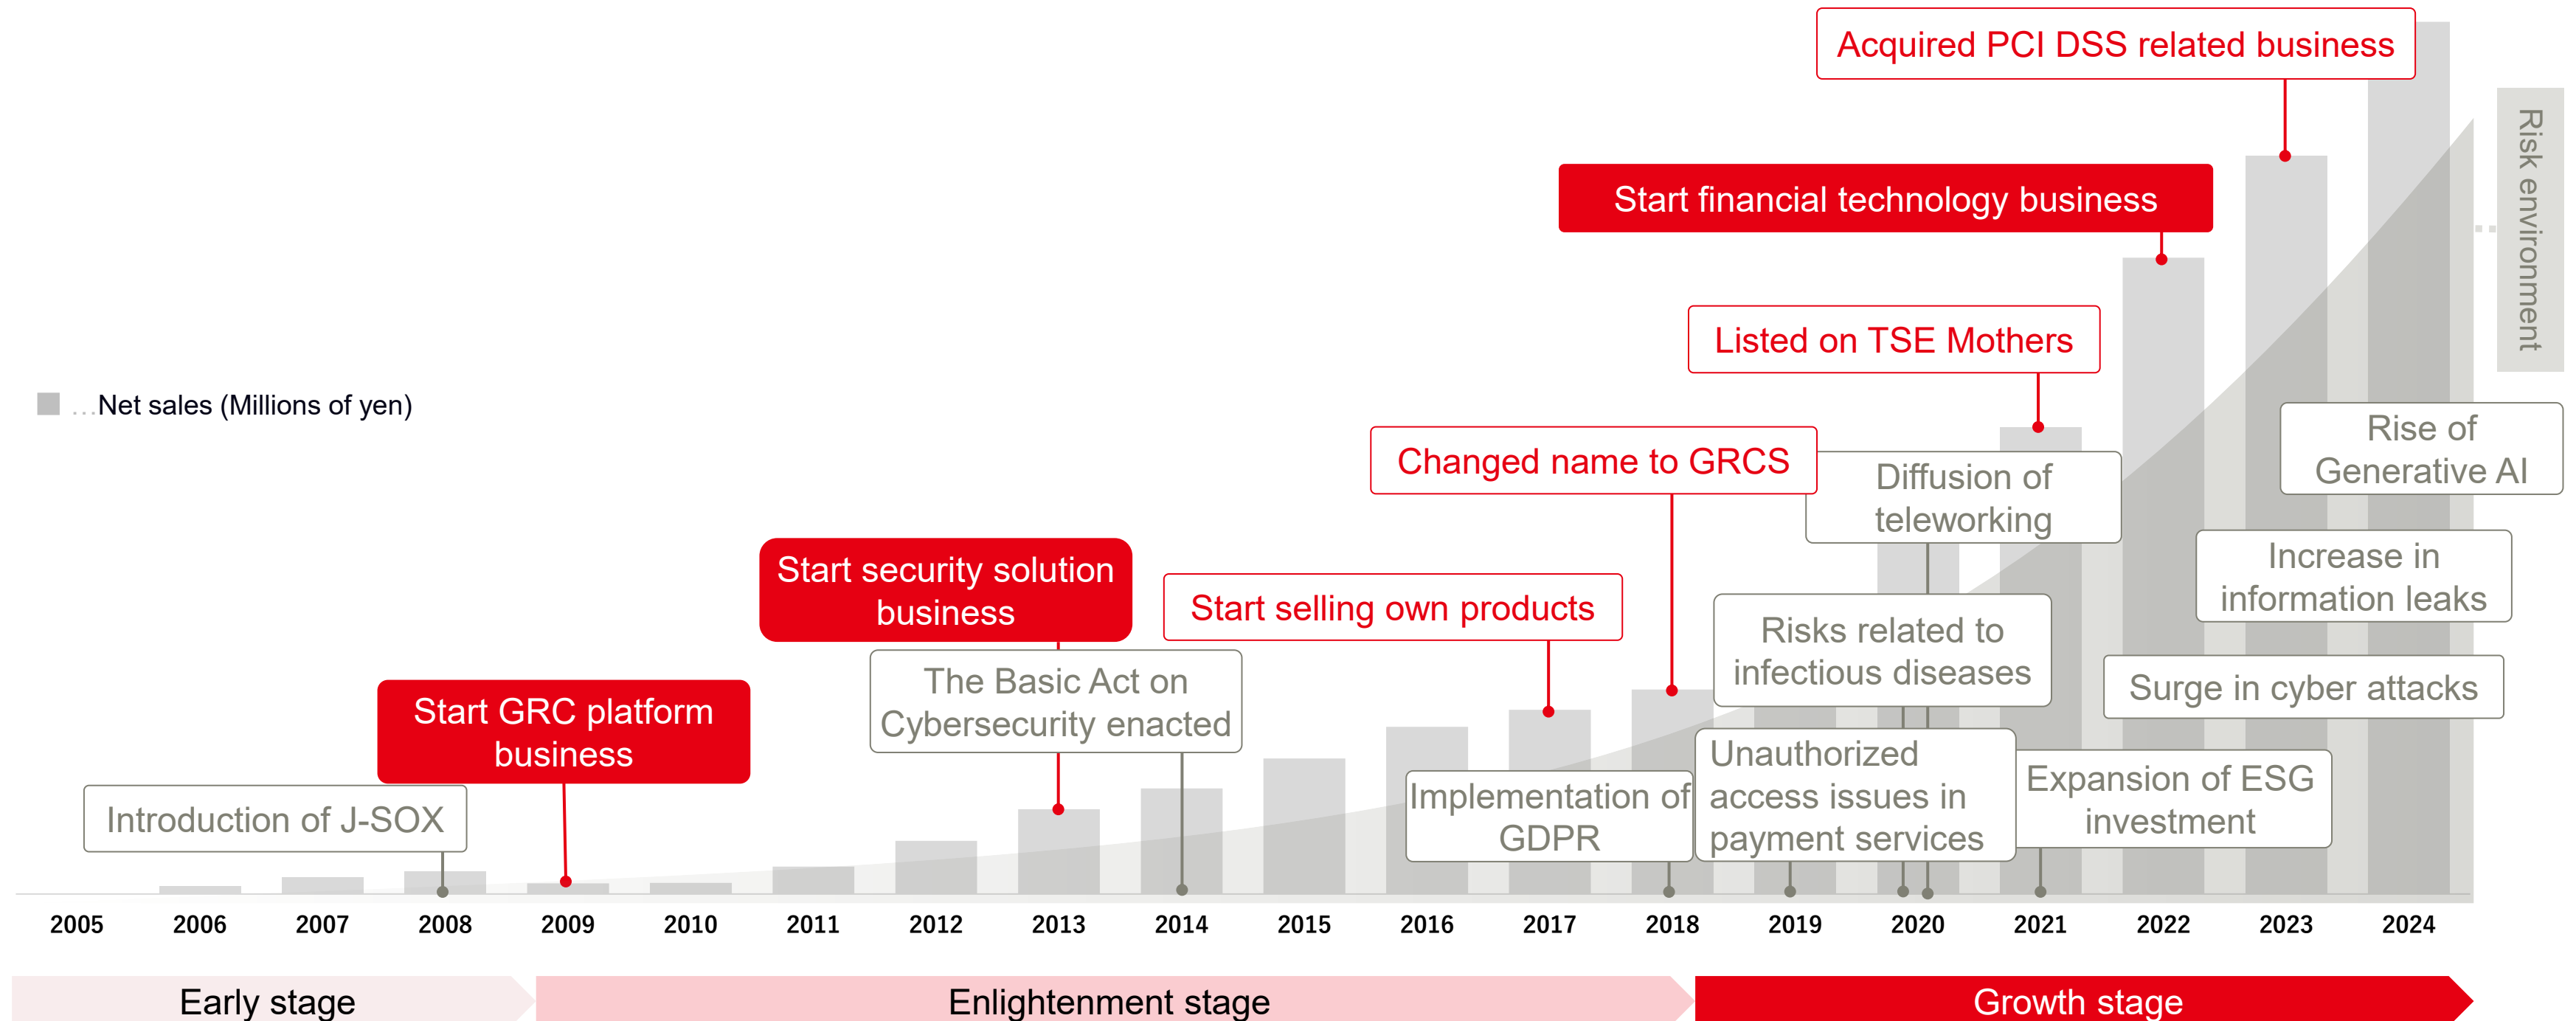 Acquired PCI DSS related business
Risk environment
Start financial technology business
Listed on TSE Mothers
...Net sales (Millions of yen)
Changed name to GRCS
Rise of
Generative AI
Diffusion of
teleworking
Start security solution
business
Increase in
information leaks
Start selling own products
Risks related to
infectious diseases
The Basic Act on
Cybersecurity enacted
Surge in cyber attacks
Start GRC platform
business
Introduction of J-SOX
Implementation of
GDPR
Unauthorized
access issues in
payment services
Expansion of ESG
investment
2005 2006 2007 2008 2009 2010 2011 2012 2013 2014 2015 2016 2017 2018 2019 2020 2021 2022 2023 2024
Early stage
Enlightenment stage
Growth stage